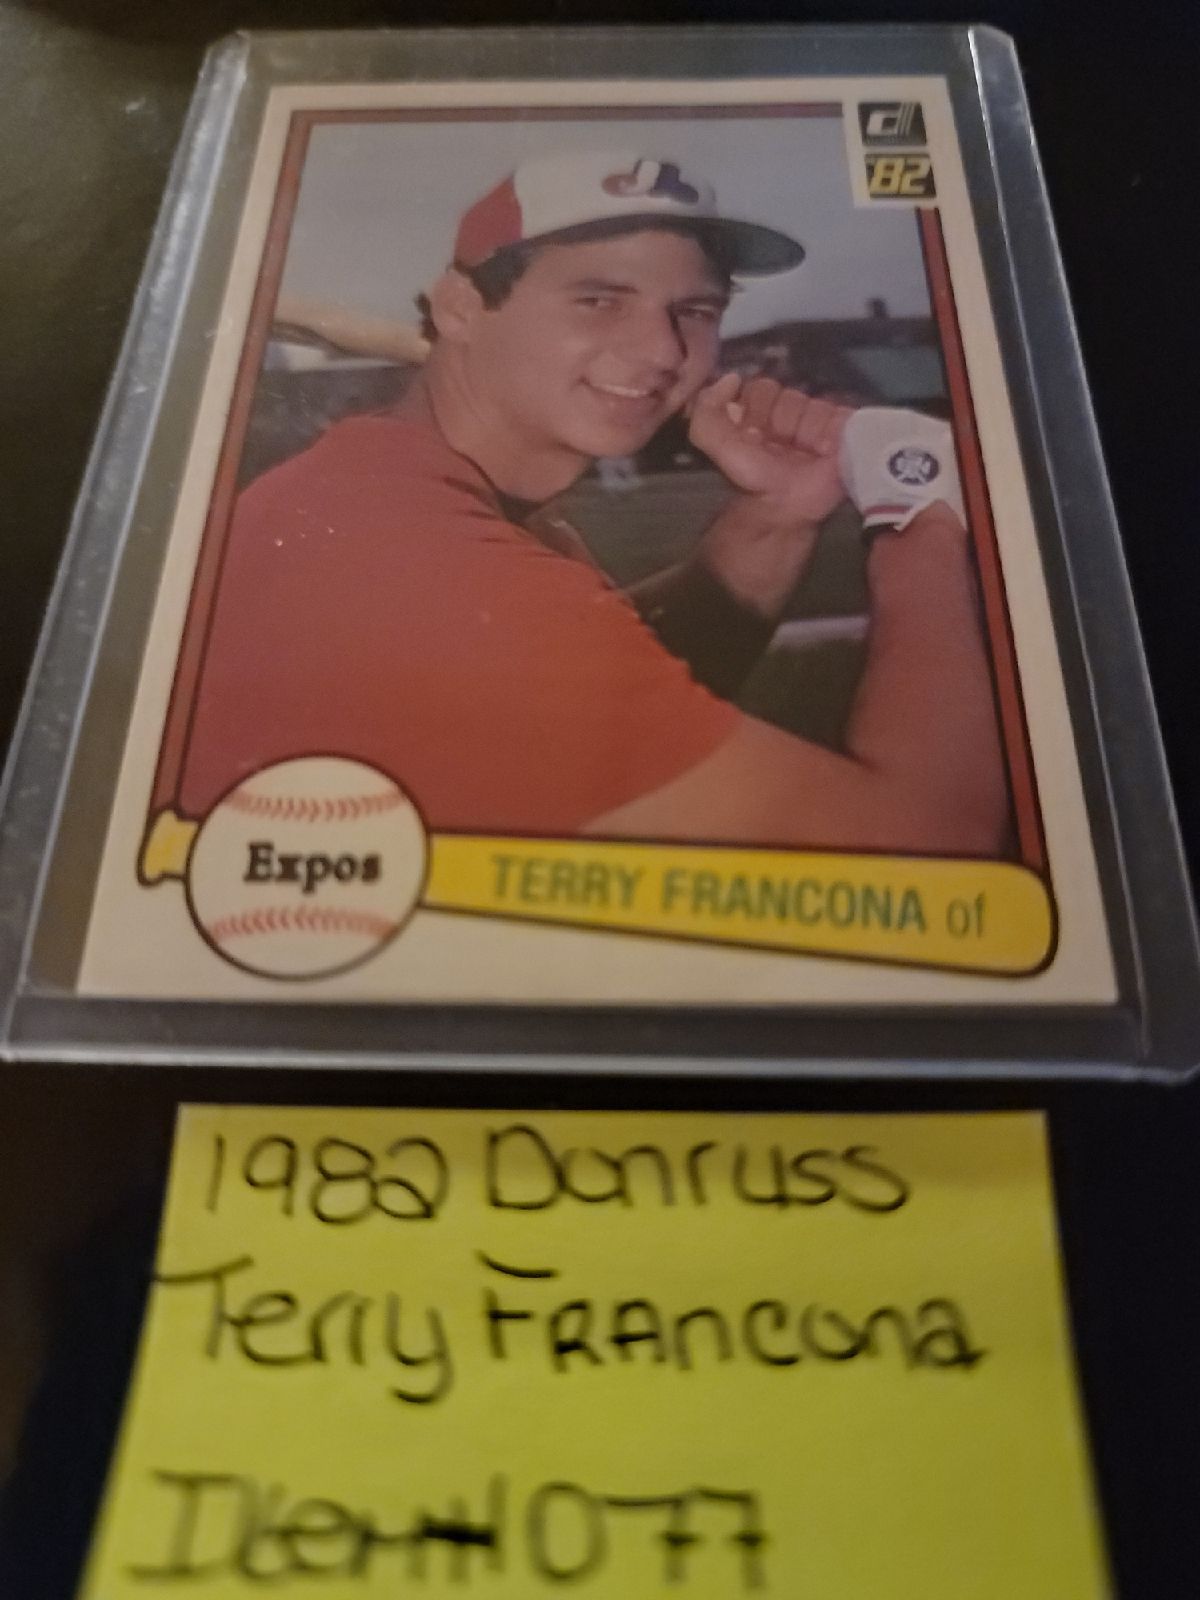 '82
Expos
TERRY FRANCONA of
1982 Donruss
Terry FRAncona
Item# 077